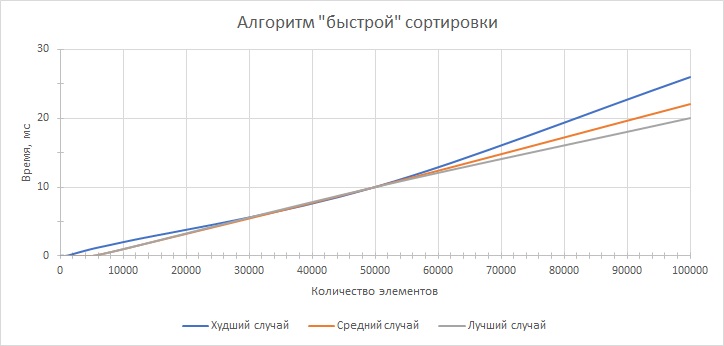 Алгоритм "быстрой" сортировки
30
20
10
0
Время, мс
0 10000 20000 30000 40000 50000 60000 70000 80000 90000 100000
Количество элементов
Худший случай Средний случай Лучший случай